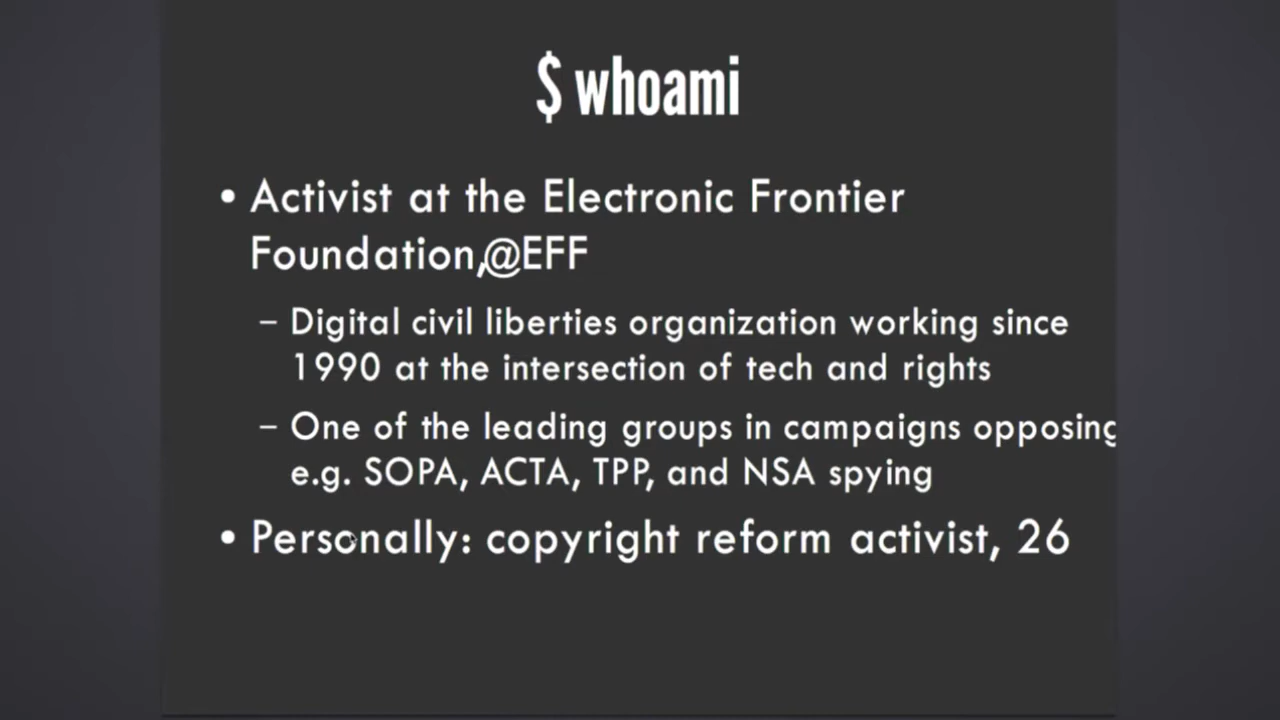 $ whoami
• Activist at the Electronic Frontier
Foundation,@EFF
– Digital civil liberties organization working since
1990 at the intersection of tech and rights
– One of the leading groups in campaigns opposing
e.g. SOPA, ACTA, TPP, and NSA spying
• Personally: copyright reform activist, 26